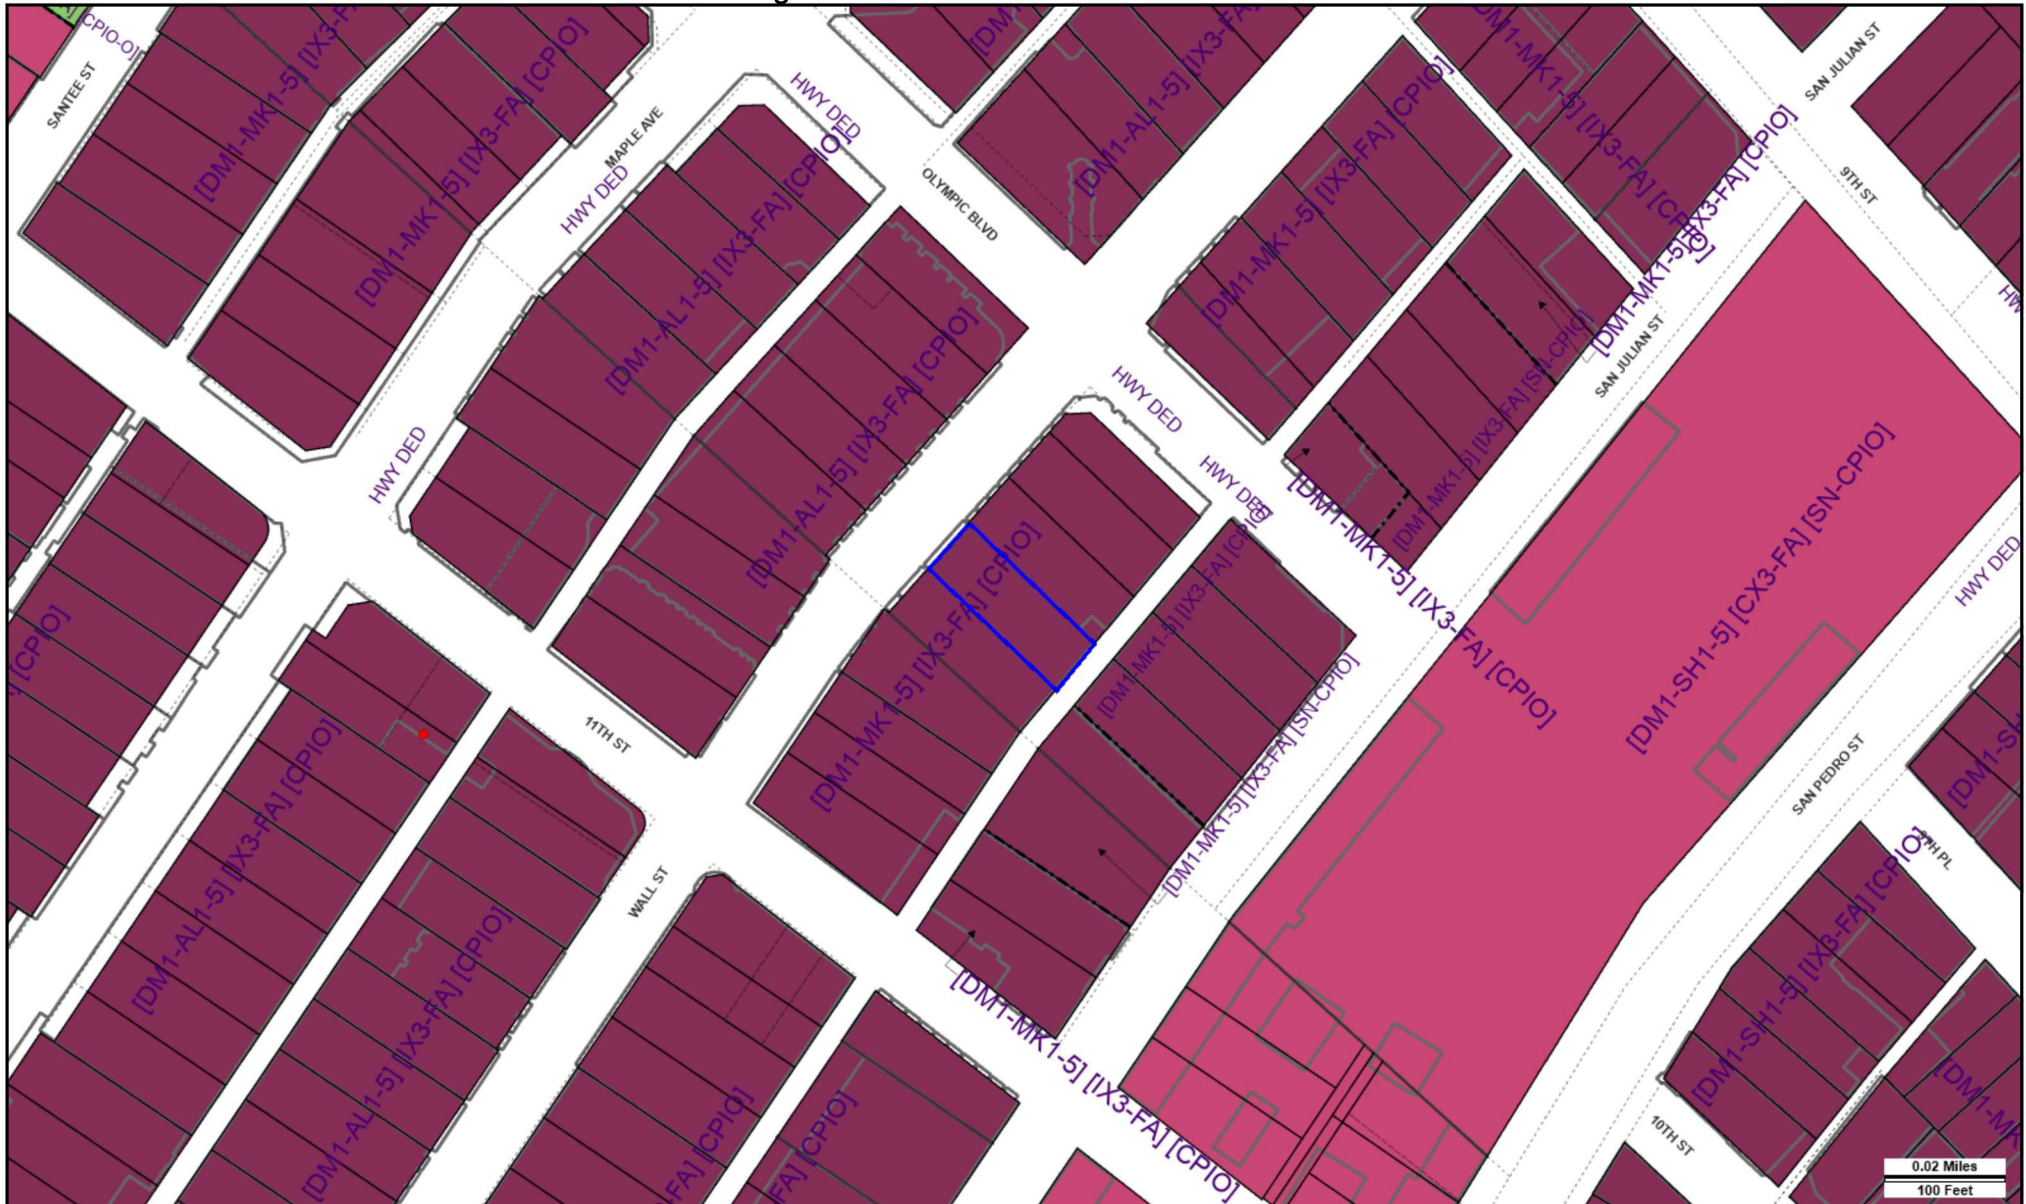 CPIO-O]
SANTEE ST
[DM1-MK1-5] [IX3-FA]
[DM1-MK1-5] [IX3-FA] [CPIO]
MAPLE AVE
HWY DED
HWY DED
[DM1-AL1-5] [IX3-FA] [CPIO]
OLYMPIC BLVD
[DM1
[DM1-AL1-5] [IX3-FA]
[DM1-MK1-5] [IX3-FA] [CPIO]
DM1-MK1-5] [IX3-FA] [CPIO]
SAN JULIAN ST
9TH ST
[DM1-MK1-5] [IX3-FA] [CPIO]
[DM1-MK1-5] [IX3-FA] [SN-CPIO]
SAN JULIAN ST
HWY DED
HWY DED
HWY DED
[DM1-AL1-5] [IX3-FA] [CPIO]
[DM1-MK1-5] [IX3-FA] [CPIO]
[DM1-MK1-5] [IX3-FA] [CPIO]
[DM1-MK1-5] [IX3-FA] [CPIO]
[DM1-SH1-5] [CX3-FA] [SN-CPIO]
HWY DED
HW
] [CPIO]
11TH ST
[DM1-AL1-5] [IX3-FA] [CPIO]
[DM1-MK1-5] [IX3-FA] [SN-CPIO]
SAN PEDRO ST
[DM1-SH
9TH PL
WALL ST
[DM1-AL1-5] [IX3-FA] [CPIO]
[DM1-MK1-5] [IX3-FA] [CPIO]
[DM1-SH1-5] [IX3-FA] [CPIO]
[DM1-MK
10TH ST
FA] [CPIO]
FA] [CPIO]
0.02 Miles
100 Feet